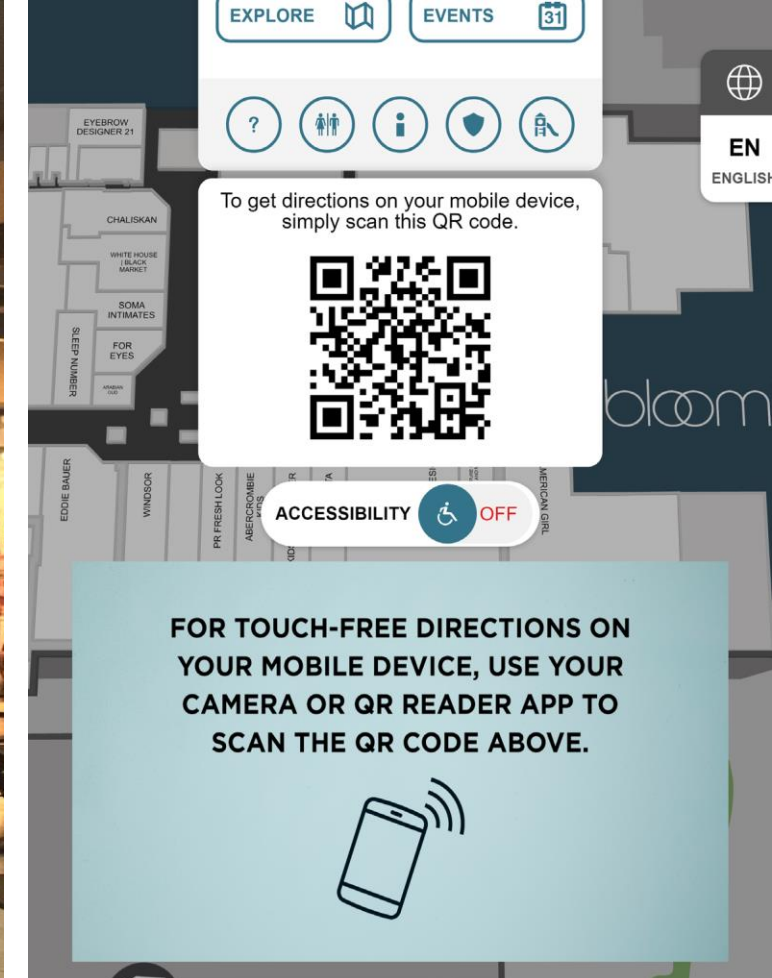 EXPLORE
EVENTS
31
?
EN
ENGLISH
EYEBROW
DESIGNER 21
To get directions on your mobile device,
simply scan this QR code.
CHALISKAN
WHITE HOUSE
| BLACK
MARKET
SOMA
INTIMATES
FOR
EYES
SLEEP NUMBER
ARABIAN
OUD
bloom
EDDIE BAUER
WINDSOR
PR FRESH LOOK
ABERCROMBIE
KIDS
AMERICAN GIRL
ACCESSIBILITY
OFF
FOR TOUCH-FREE DIRECTIONS ON
YOUR MOBILE DEVICE, USE YOUR
CAMERA OR QR READER APP TO
SCAN THE QR CODE ABOVE.